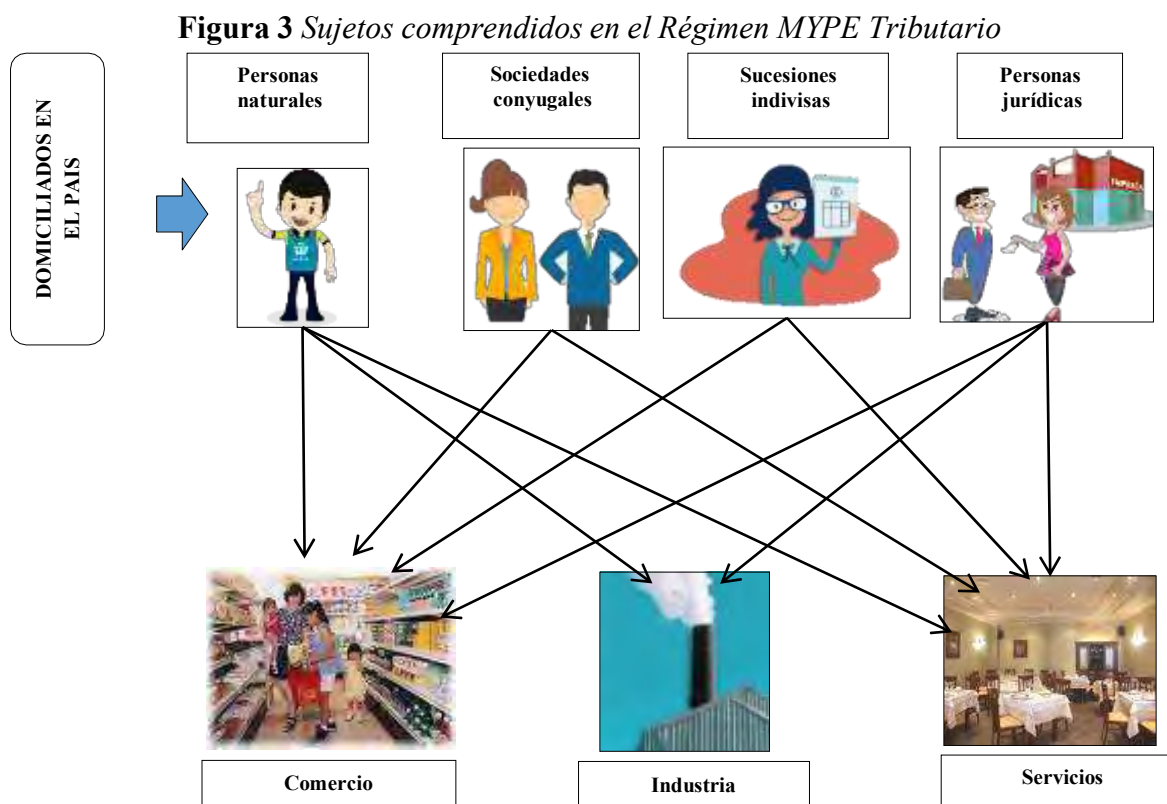 Figura 3 Sujetos comprendidos en el Régimen MYPE Tributario
DOMICILIADOS EN
EL PAIS
Personas
naturales
Sociedades
conyugales
Sucesiones
indivisas
Personas
jurídicas
Comercio
Industria
Servicios